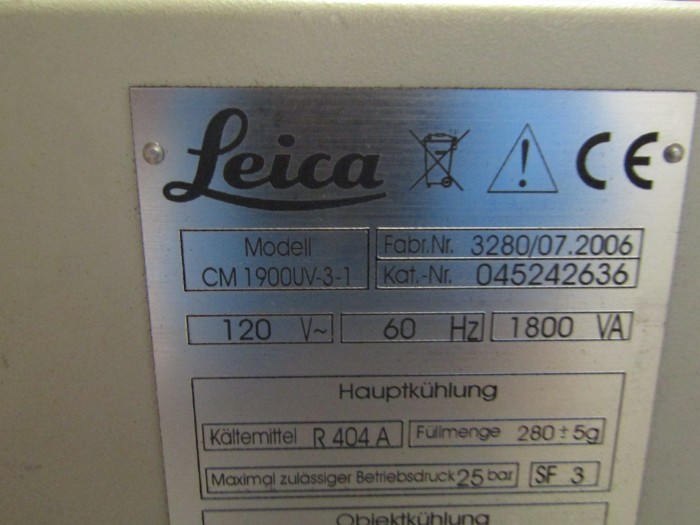 Leica CE
Modell
CM 1900UV-3-1
Fabr.Nr. 3280/07.2006
Kat.-Nr. 045242636
120 V~ 60 Hz 1800 VA
Hauptkühlung
Kältemittel R 404 A Füllmenge 280 ± 5g
Maximal zulässiger Betriebsdruck 25 bar SF 3
Objektkühlung